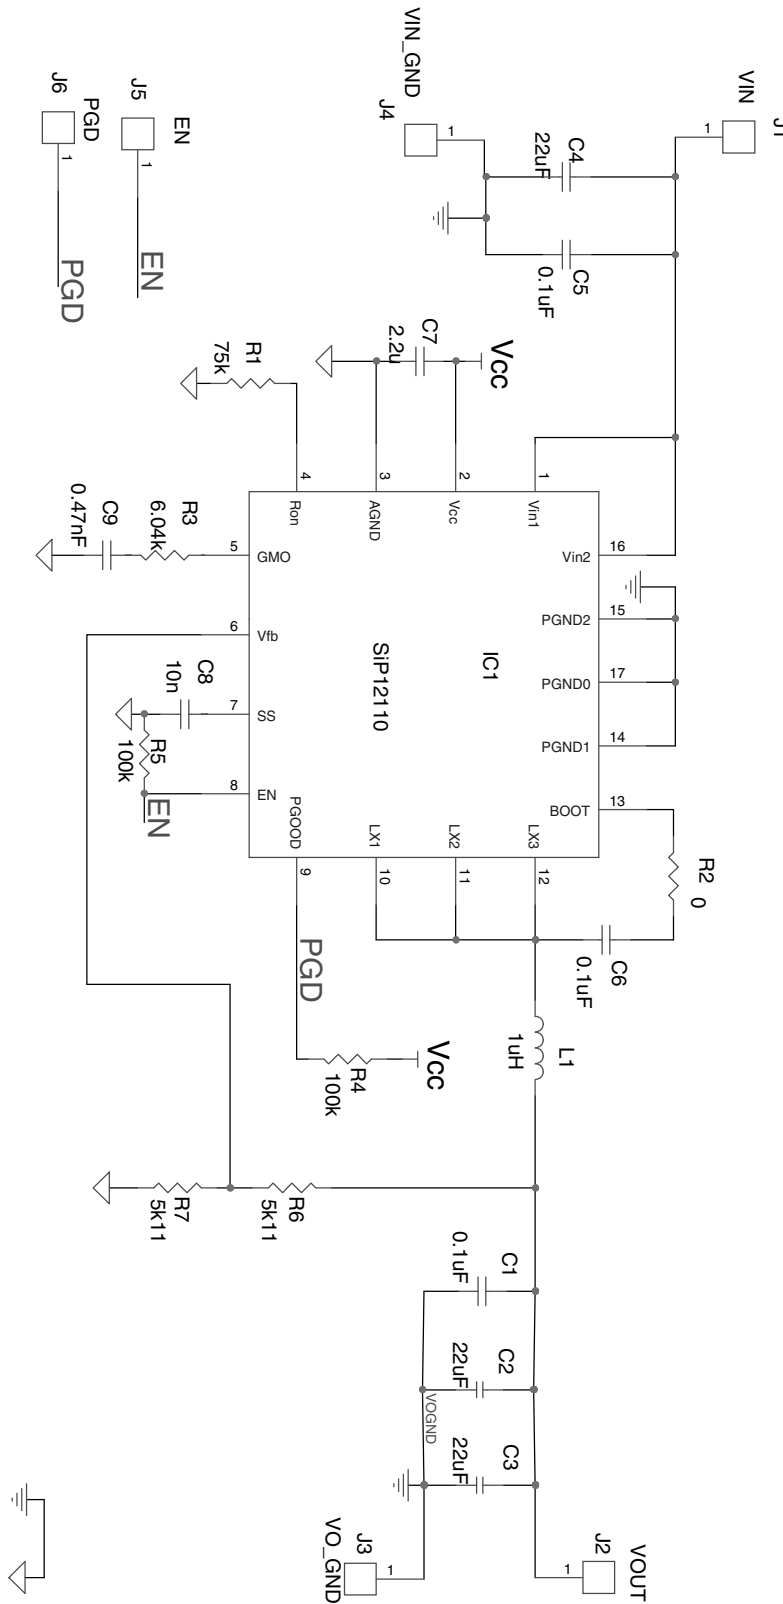 J1
VIN
1
VIN_GND
J4
1
C4
22uF
C5
0.1uF
J5
EN
1
EN
J6
PGD
1
PGD
Vcc
C7
2.2u
R1
75k
4
3
2
1
Ron
AGND
Vcc
Vin1
Vin2
16
PGND2
15
PGND0
17
PGND1
14
BOOT
13
IC1
SiP12110
GMO
5
Vfb
6
SS
7
EN
8
R3
6.04k
C9
0.47nF
C8
10n
R5
100k
EN
PGOOD
LX1
LX2
LX3
9
10
11
12
R2
0
C6
0.1uF
PGD
Vcc
R4
100k
L1
1uH
R6
5k11
R7
5k11
C1
0.1uF
C2
22uF
VOGND
C3
22uF
VOUT
J2
1
J3
VO_GND
1